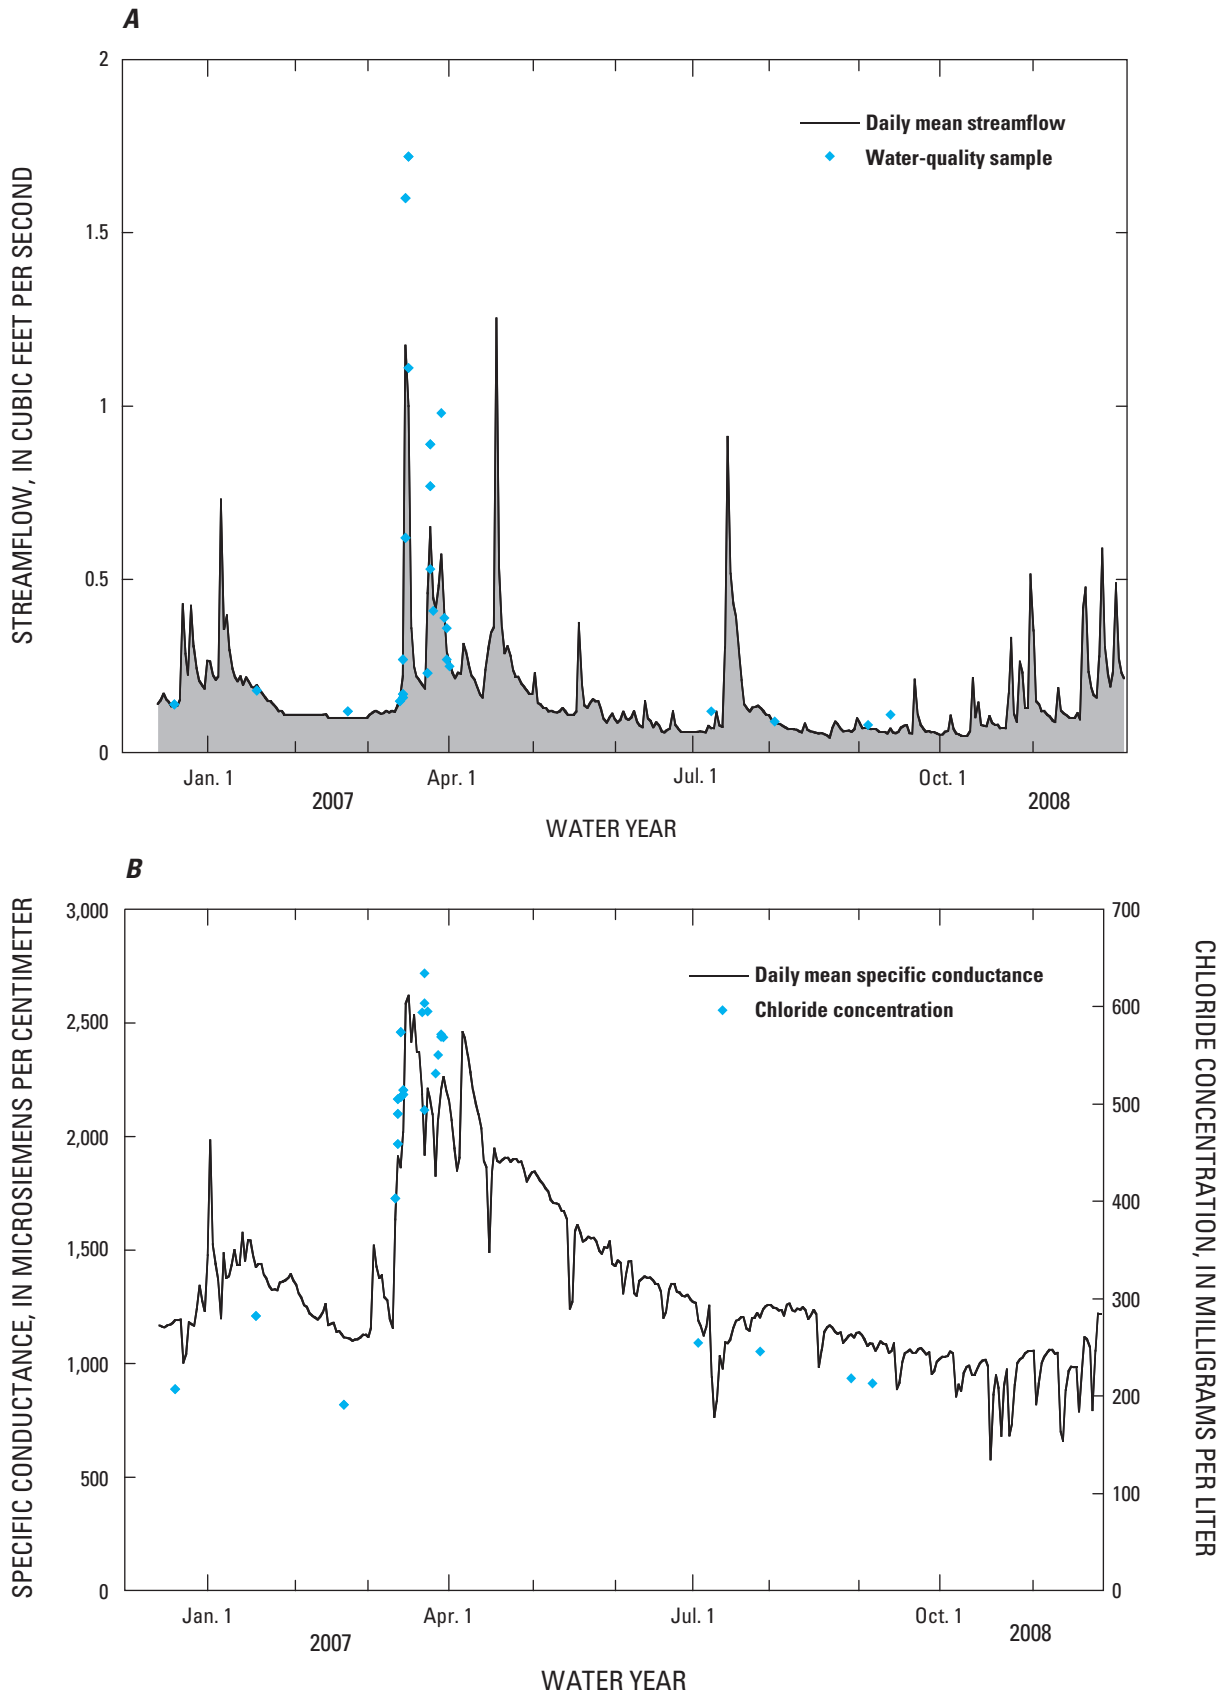 A
STREAMFLOW, IN CUBIC FEET PER SECOND
2
1.5
1
0.5
0
Daily mean streamflow
Water-quality sample
Jan. 1
Apr. 1
Jul. 1
Oct. 1
2007
2008
WATER YEAR
B
SPECIFIC CONDUCTANCE, IN MICROSIEMENS PER CENTIMETER
3,000
2,500
2,000
1,500
1,000
500
0
Daily mean specific conductance
Chloride concentration
700
600
500
400
300
200
100
0
CHLORIDE CONCENTRATION, IN MILLIGRAMS PER LITER
Jan. 1
Apr. 1
Jul. 1
Oct. 1
2007
2008
WATER YEAR